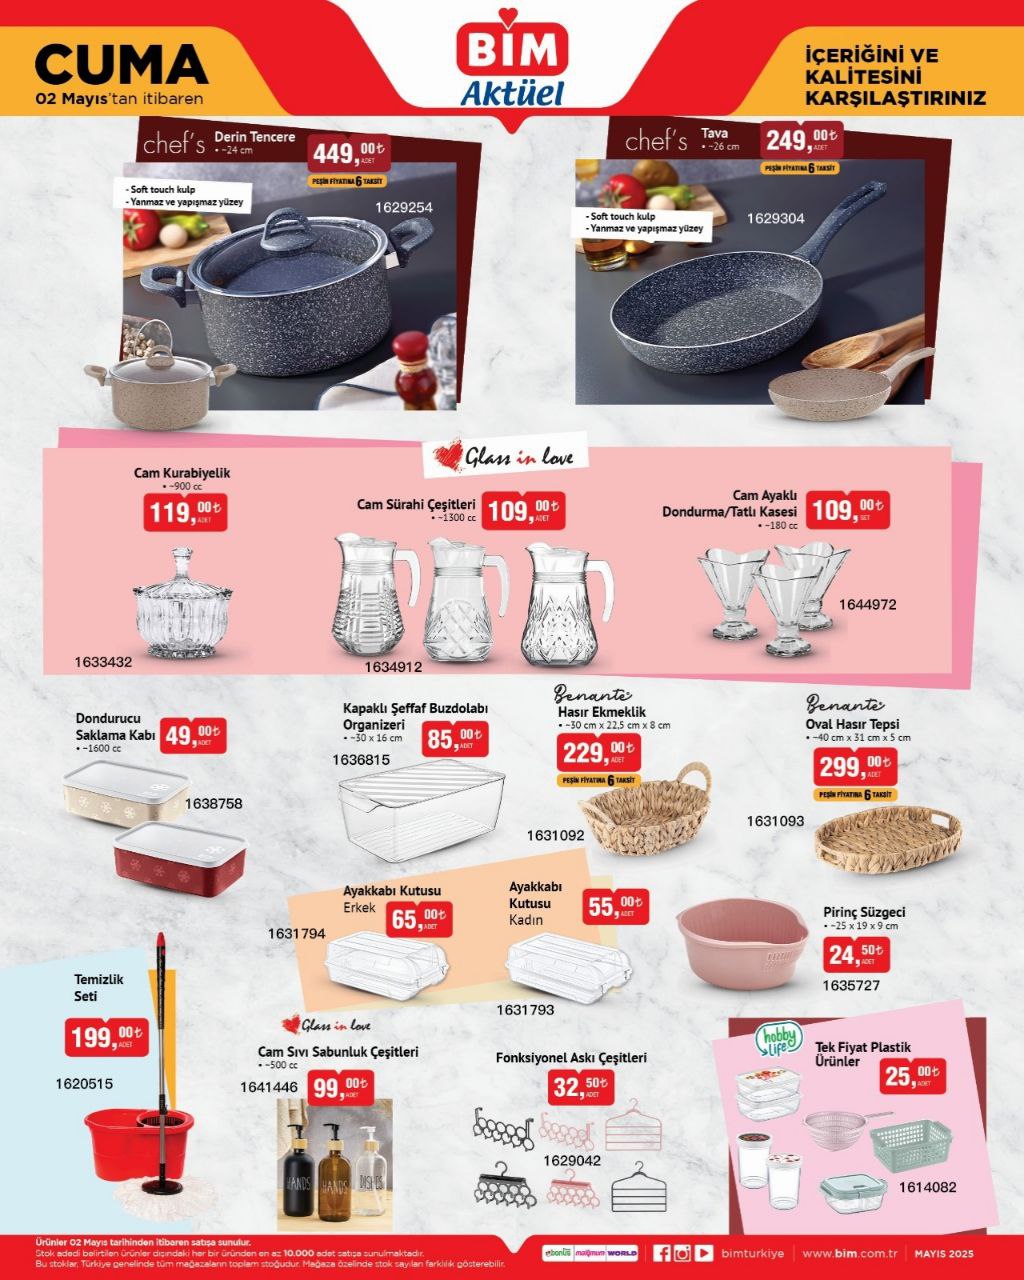 CUMA
02 Mayıs'tan itibaren
BİM
Aktüel
İÇERİĞİNİ VE
KALİTESİNİ
KARŞILAŞTIRINIZ
chef's
Derin Tencere
• ~24 cm
449,00₺
ADET
PEŞİN FİYATINA 6 TAKSİT
- Soft touch kulp
- Yanmaz ve yapışmaz yüzey
1629254
chef's
Tava
• ~26 cm
249,00₺
ADET
PEŞİN FİYATINA 6 TAKSİT
- Soft touch kulp
- Yanmaz ve yapışmaz yüzey
1629304
Glass in love
Cam Kurabiyelik
• ~900 cc
119,00₺
ADET
1633432
Cam Sürahi Çeşitleri
• ~1300 cc
109,00₺
ADET
1634912
Cam Ayaklı
Dondurma/Tatlı Kasesi
• ~180 cc
109,00₺
SET
1644972
Dondurucu
Saklama Kabı
• ~1600 cc
49,00₺
ADET
1638758
Kapaklı Şeffaf Buzdolabı
Organizeri
• ~30 x 16 cm
85,00₺
ADET
1636815
Benante
Hasır Ekmeklik
• ~30 cm x 22,5 cm x 8 cm
229,00₺
ADET
PEŞİN FİYATINA 6 TAKSİT
1631092
Benante
Oval Hasır Tepsi
• ~40 cm x 31 cm x 5 cm
299,00₺
ADET
PEŞİN FİYATINA 6 TAKSİT
1631093
Ayakkabı Kutusu
Erkek
65,00₺
ADET
1631794
Ayakkabı
Kutusu
Kadın
55,00₺
ADET
1631793
Pirinç Süzgeci
• ~25 x 19 x 9 cm
24,50₺
ADET
1635727
Temizlik
Seti
199,00₺
ADET
1620515
Glass in love
Cam Sıvı Sabunluk Çeşitleri
• ~500 cc
1641446
99,00₺
ADET
HANDS
HANDS
DISHES
Fonksiyonel Askı Çeşitleri
32,50₺
ADET
1629042
hobby
life
Tek Fiyat Plastik
Ürünler
25,00₺
ADET
1614082
Ürünler 02 Mayıs tarihinden itibaren satışa sunulur.
Stok adedi belirtilen ürünler dışındaki her bir üründen en az 10.000 adet satışa sunulmaktadır.
Bu stoklar, Türkiye genelinde tüm mağazaların toplam stoğudur. Mağaza özelinde stok sayıları farklılık gösterebilir.
bonus
maximum
WORLD
bimturkiye
www.bim.com.tr
MAYIS 2025